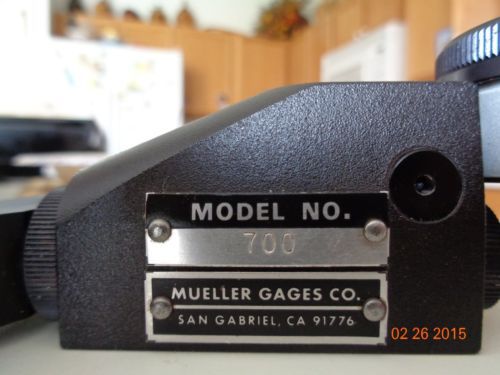 MODEL NO.
700
MUELLER GAGES CO.
SAN GABRIEL, CA 91776
02 26 2015